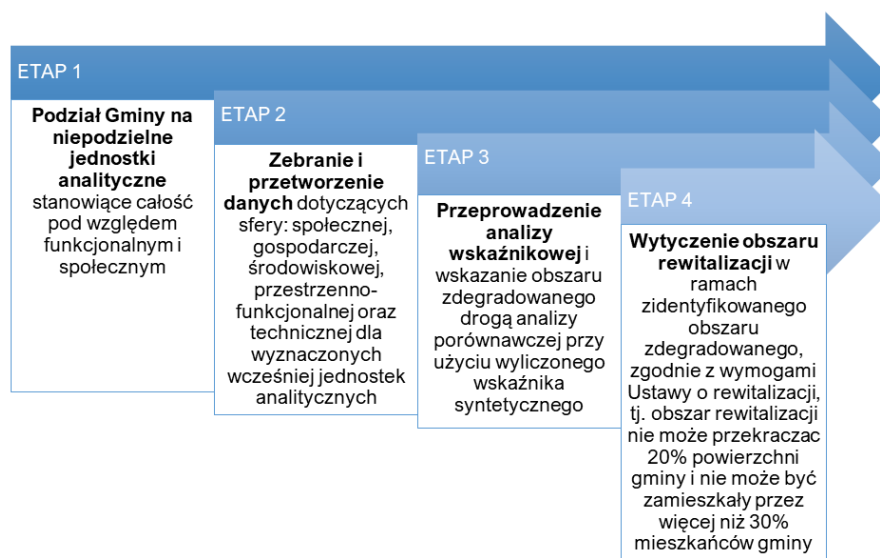 ETAP 1
Podział Gminy na
niepodzielne
jednostki
analityczne
stanowiące całość
pod względem
funkcjonalnym i
społecznym
ETAP 2
Zebranie i
przetworzenie
danych dotyczących
sfery: społecznej,
gospodarczej,
środowiskowej,
przestrzenno-
funkcjonalnej oraz
technicznej dla
wyznaczonych
wcześniej jednostek
analitycznych
ETAP 3
Przeprowadzenie
analizy
wskaźnikowej i
wskazanie obszaru
zdegradowanego
drogą analizy
porównawczej przy
użyciu wyliczonego
wskaźnika
syntetycznego
ETAP 4
Wytyczenie obszaru
rewitalizacji w
ramach
zidentyfikowanego
obszaru
zdegradowanego,
zgodnie z wymogami
Ustawy o rewitalizacji,
tj. obszar rewitalizacji
nie może przekraczac
20% powierzchni
gminy i nie może być
zamieszkały przez
więcej niż 30%
mieszkańców gminy